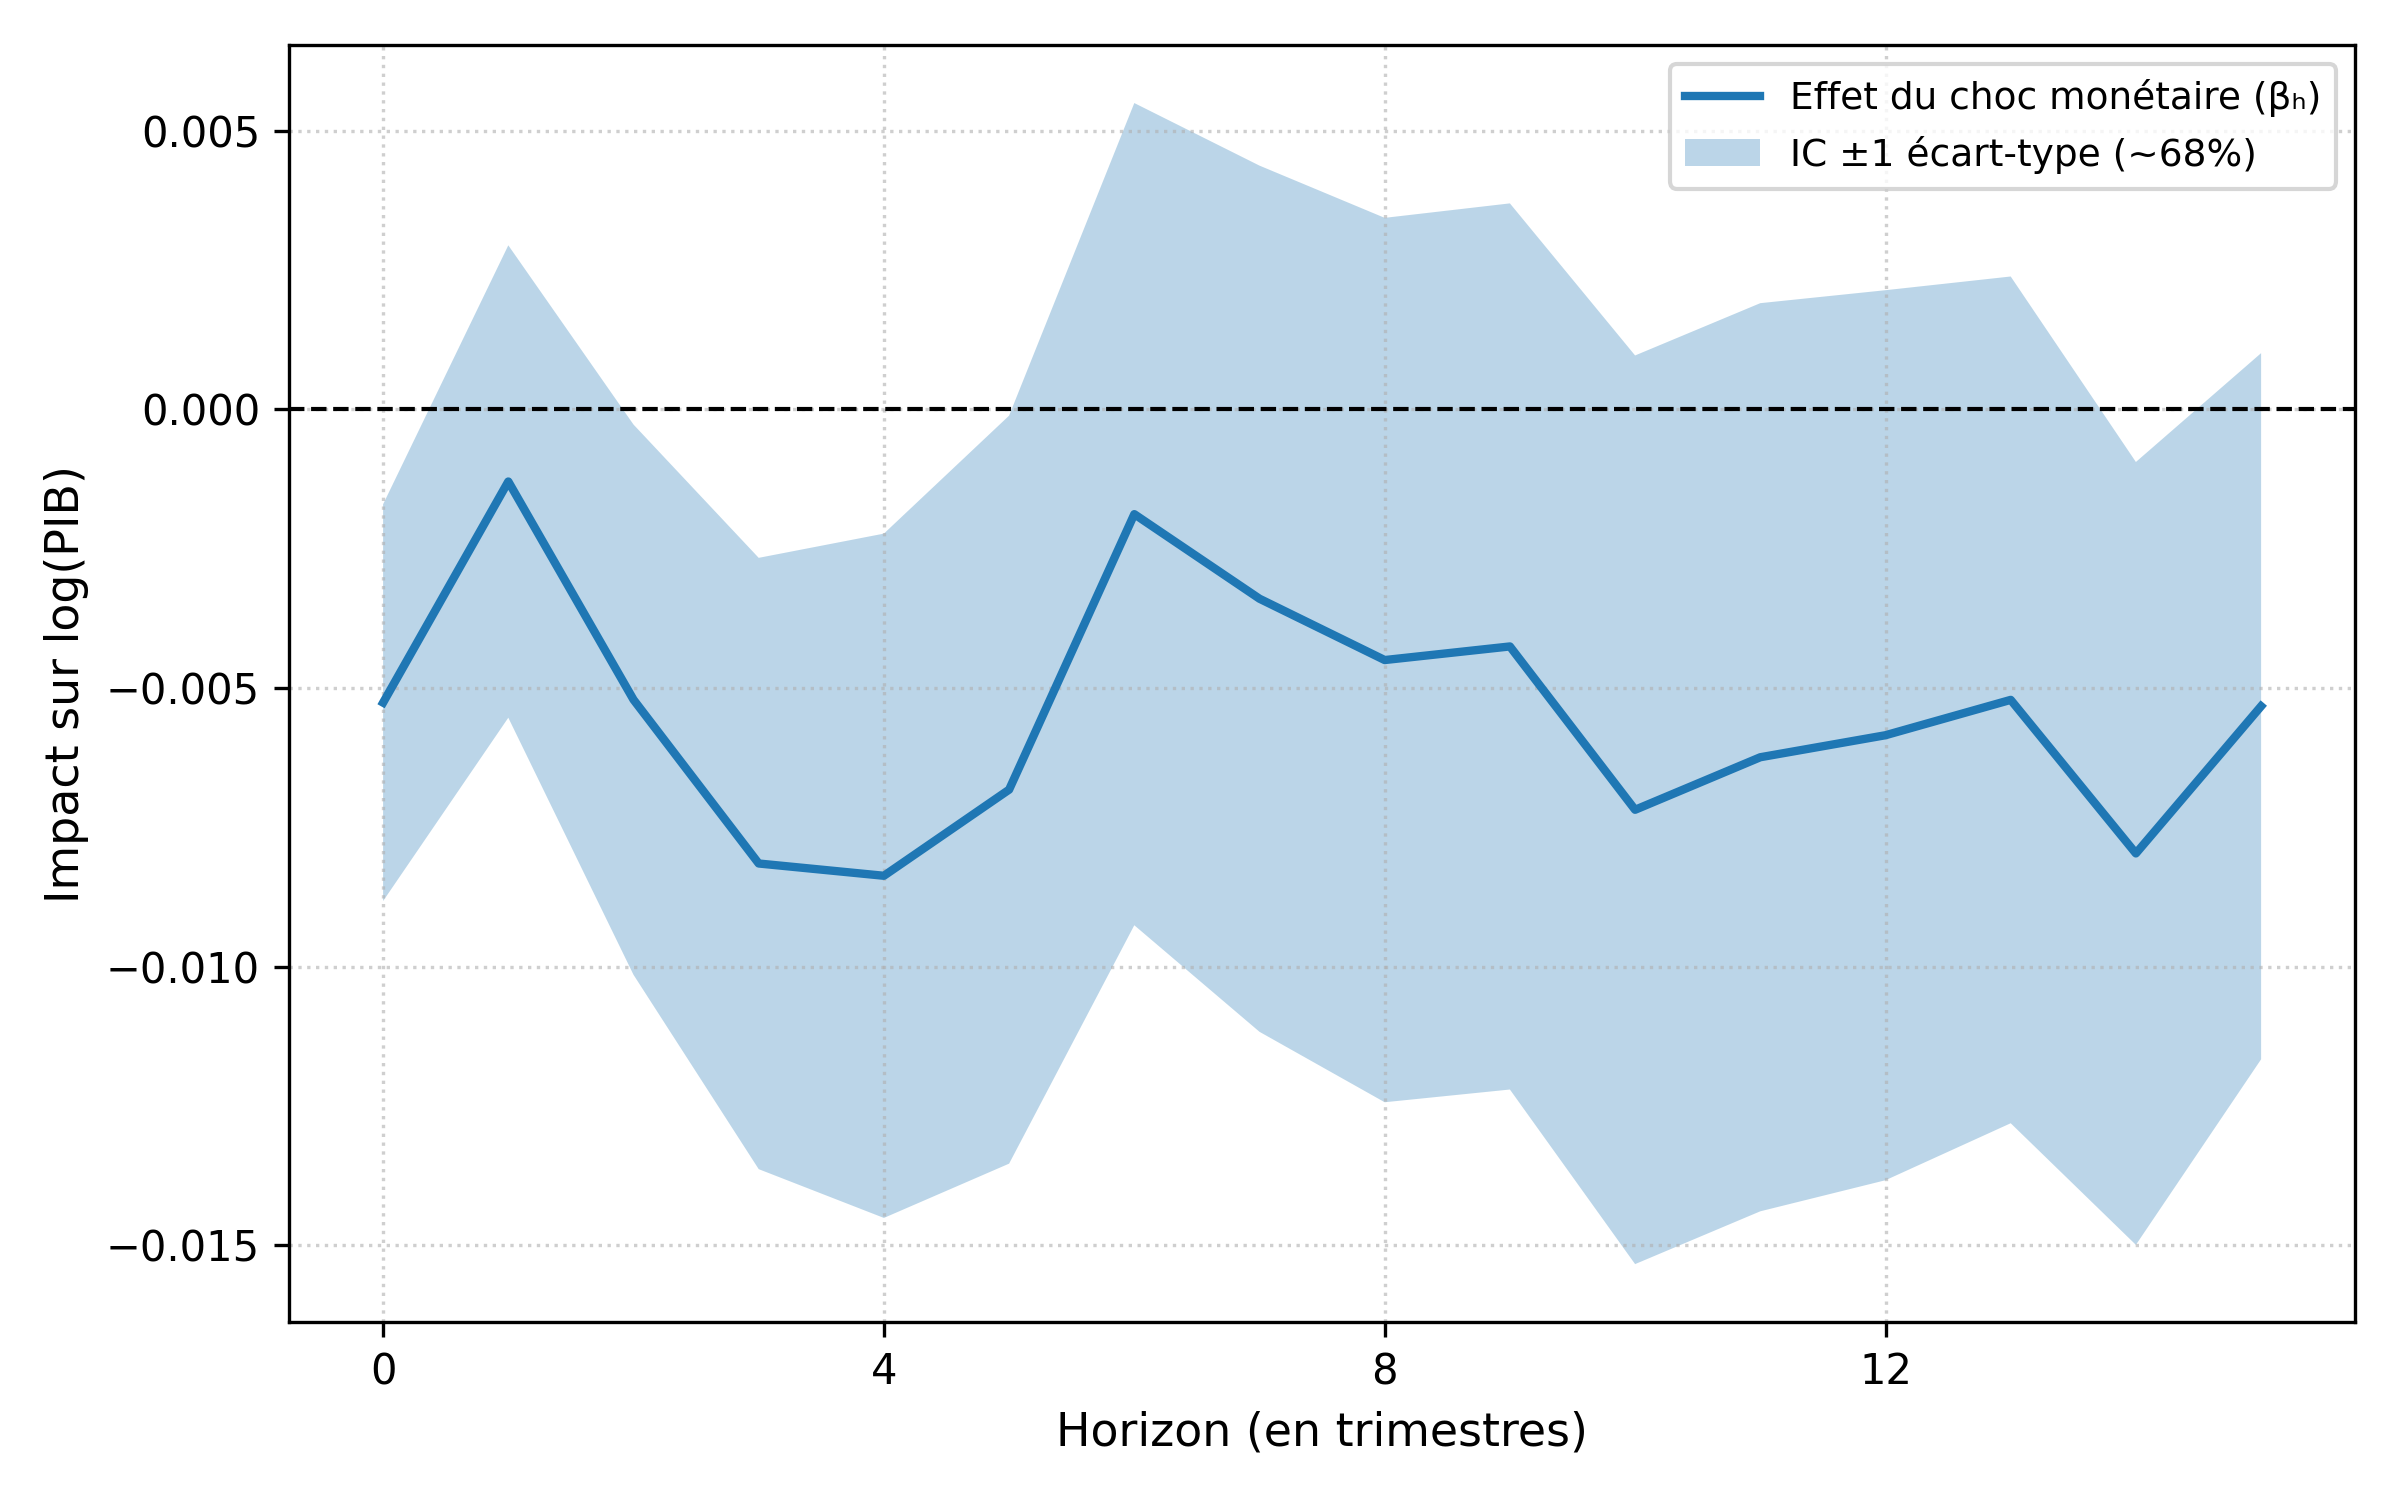 Effet du choc monétaire (βₕ)
IC ±1 écart-type (~68%)
Impact sur log(PIB)
0.005
0.000
−0.005
−0.010
−0.015
0 4 8 12
Horizon (en trimestres)